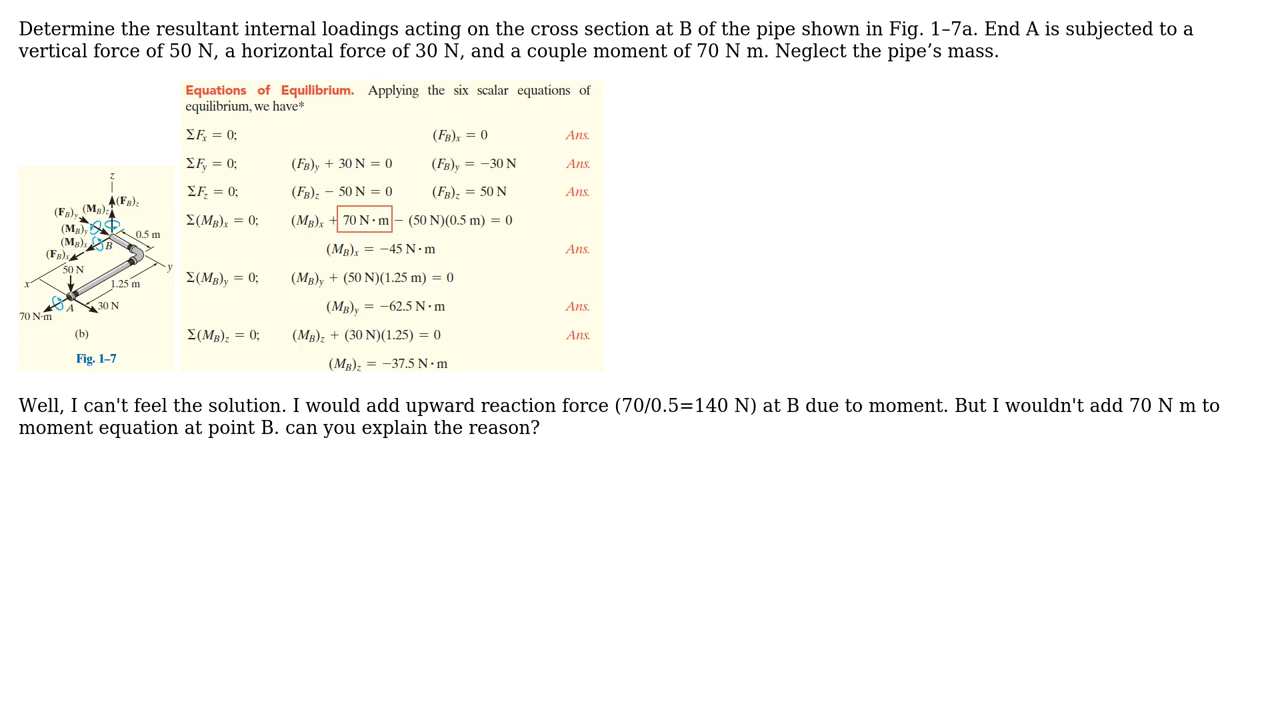 Determine the resultant internal loadings acting on the cross section at B of the pipe shown in Fig. 1–7a. End A is subjected to a
vertical force of 50 N, a horizontal force of 30 N, and a couple moment of 70 N m. Neglect the pipe’s mass.
Equations of Equilibrium. Applying the six scalar equations of
equilibrium, we have*
ΣFx = 0; (FB)x = 0 Ans.
ΣFy = 0; (FB)y + 30 N = 0 (FB)y = −30 N Ans.
ΣFz = 0; (FB)z − 50 N = 0 (FB)z = 50 N Ans.
Σ(MB)x = 0; (MB)x + 70 N·m − (50 N)(0.5 m) = 0
(MB)x = −45 N·m Ans.
Σ(MB)y = 0; (MB)y + (50 N)(1.25 m) = 0
(MB)y = −62.5 N·m Ans.
Σ(MB)z = 0; (MB)z + (30 N)(1.25) = 0 Ans.
(MB)z = −37.5 N·m
z
(FB)z
(MB)z
(FB)y
(MB)y
0.5 m
(MB)x
B
(FB)x
y
50 N
x
1.25 m
A
30 N
70 N·m
(b)
Fig. 1–7
Well, I can't feel the solution. I would add upward reaction force (70/0.5=140 N) at B due to moment. But I wouldn't add 70 N m to
moment equation at point B. can you explain the reason?